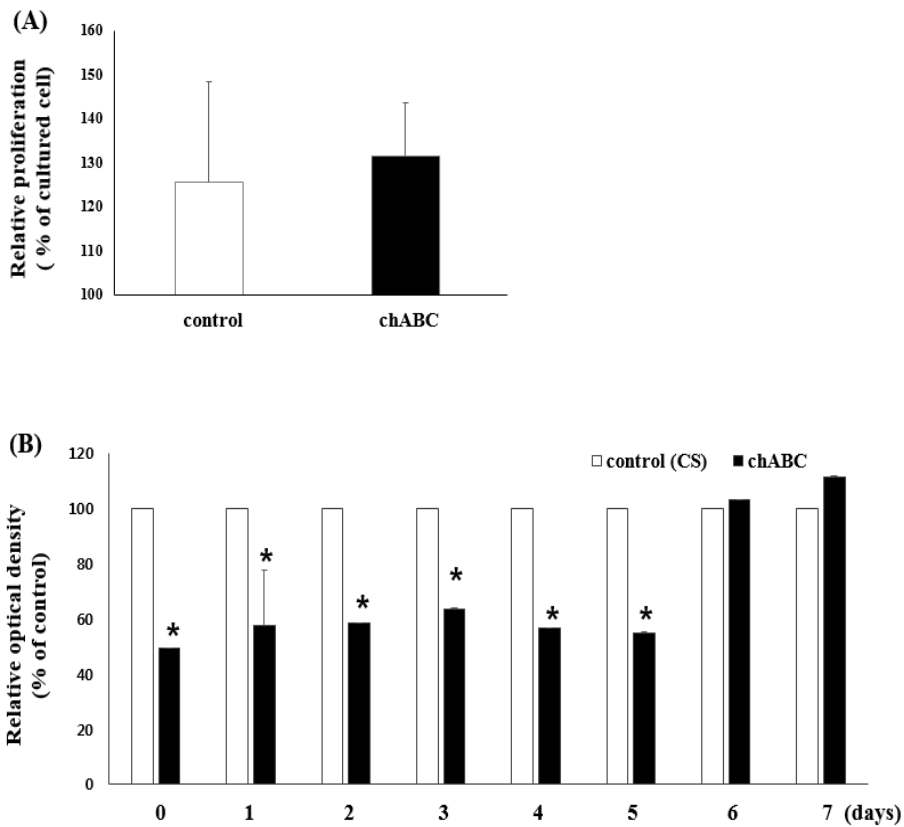 (A)
Relative proliferation
( % of cultured cell)
160
150
140
130
120
110
100
control chABC
(B)
Relative optical density
(% of control)
120
100
80
60
40
20
0
control (CS) chABC
* * * * * *
0 1 2 3 4 5 6 7 (days)